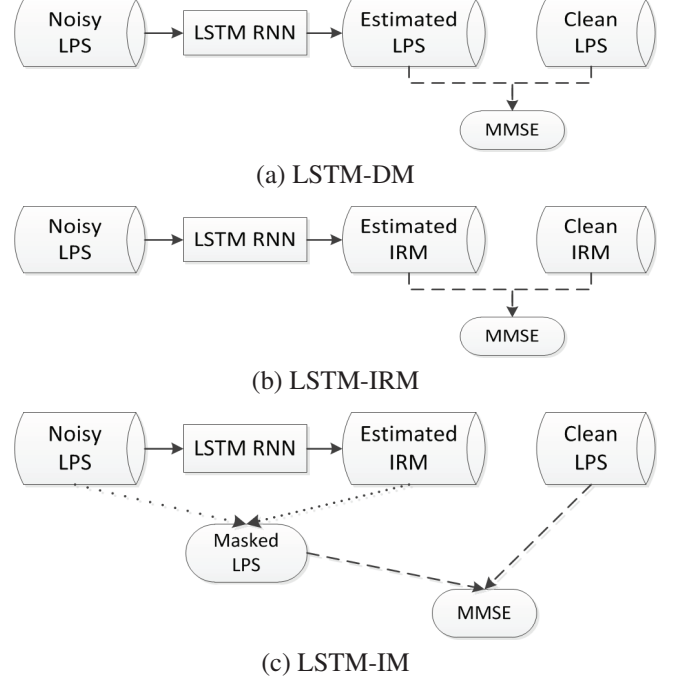 Noisy
LPS
LSTM RNN
Estimated
LPS
Clean
LPS
MMSE
(a) LSTM-DM
Noisy
LPS
LSTM RNN
Estimated
IRM
Clean
IRM
MMSE
(b) LSTM-IRM
Noisy
LPS
LSTM RNN
Estimated
IRM
Clean
LPS
Masked
LPS
MMSE
(c) LSTM-IM